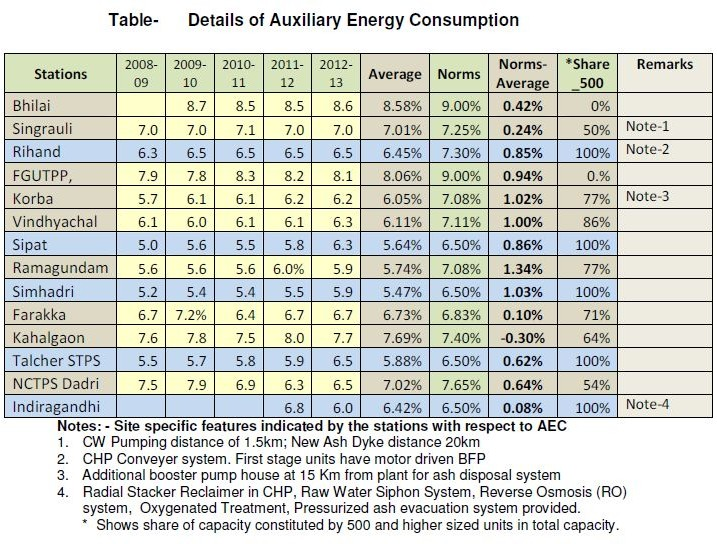 Table- Details of Auxiliary Energy Consumption
Stations 2008-09 2009-10 2010-11 2011-12 2012-13 Average Norms Norms-Average *Share _500 Remarks
Bhilai 8.7 8.5 8.5 8.6 8.58% 9.00% 0.42% 0%
Singrauli 7.0 7.0 7.1 7.0 7.0 7.01% 7.25% 0.24% 50% Note-1
Rihand 6.3 6.5 6.5 6.5 6.5 6.45% 7.30% 0.85% 100% Note-2
FGUTPP, 7.9 7.8 8.3 8.2 8.1 8.06% 9.00% 0.94% 0.%
Korba 5.7 6.1 6.1 6.2 6.2 6.05% 7.08% 1.02% 77% Note-3
Vindhyachal 6.1 6.0 6.1 6.1 6.3 6.11% 7.11% 1.00% 86%
Sipat 5.0 5.6 5.5 5.8 6.3 5.64% 6.50% 0.86% 100%
Ramagundam 5.6 5.6 5.6 6.0% 5.9 5.74% 7.08% 1.34% 77%
Simhadri 5.2 5.4 5.4 5.5 5.9 5.47% 6.50% 1.03% 100%
Farakka 6.7 7.2% 6.4 6.7 6.7 6.73% 6.83% 0.10% 71%
Kahalgaon 7.6 7.8 7.5 8.0 7.7 7.69% 7.40% -0.30% 64%
Talcher STPS 5.5 5.7 5.8 5.9 6.5 5.88% 6.50% 0.62% 100%
NCTPS Dadri 7.5 7.9 6.9 6.3 6.5 7.02% 7.65% 0.64% 54%
Indiragandhi 6.8 6.0 6.42% 6.50% 0.08% 100% Note-4
Notes: - Site specific features indicated by the stations with respect to AEC
1. CW Pumping distance of 1.5km; New Ash Dyke distance 20km
2. CHP Conveyer system. First stage units have motor driven BFP
3. Additional booster pump house at 15 Km from plant for ash disposal system
4. Radial Stacker Reclaimer in CHP, Raw Water Siphon System, Reverse Osmosis (RO)
system, Oxygenated Treatment, Pressurized ash evacuation system provided.
* Shows share of capacity constituted by 500 and higher sized units in total capacity.